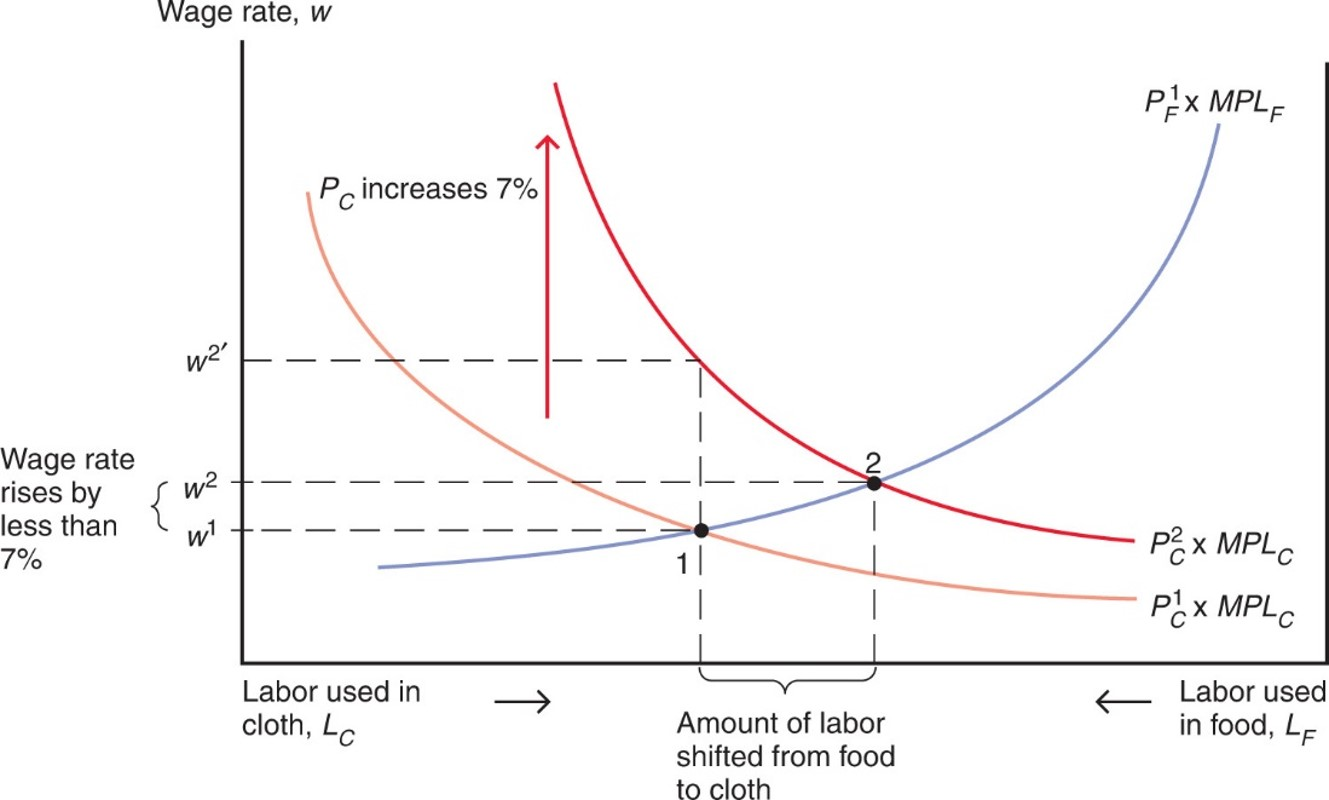 Wage rate, w
P_F^1 x MPL_F
P_C increases 7%
w^2′
Wage rate
rises by
less than
7%
w^2
w^1
2
1
P_C^2 x MPL_C
P_C^1 x MPL_C
Labor used in
cloth, L_C
→
Amount of labor
shifted from food
to cloth
←
Labor used
in food, L_F